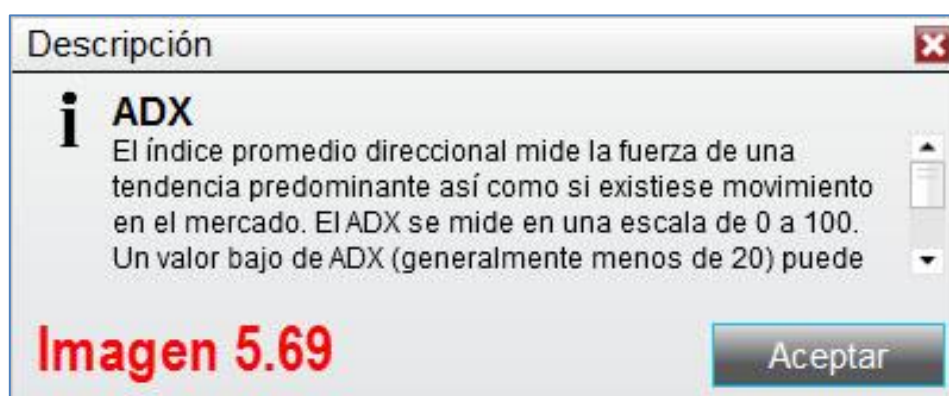 Descripción
i ADX
El índice promedio direccional mide la fuerza de una
tendencia predominante así como si existiese movimiento
en el mercado. El ADX se mide en una escala de 0 a 100.
Un valor bajo de ADX (generalmente menos de 20) puede
Imagen 5.69
Aceptar